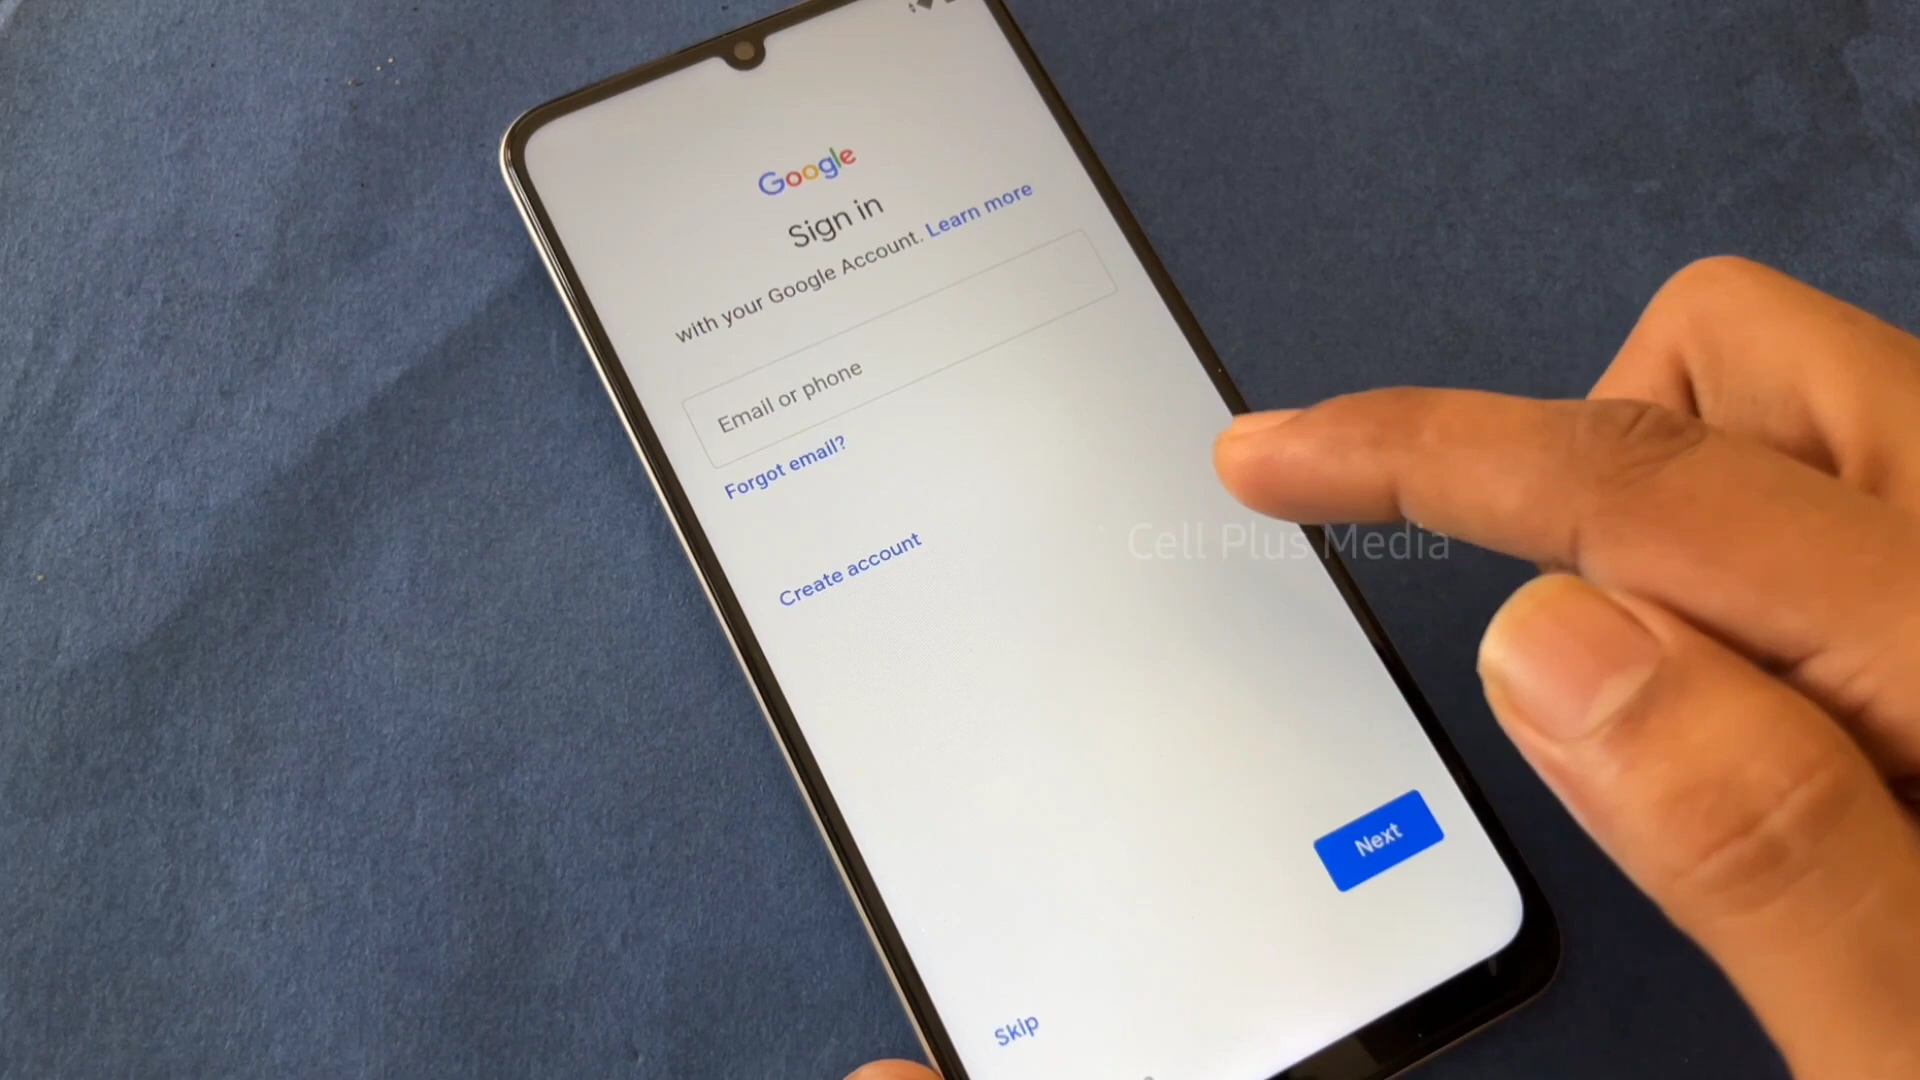 Google
Sign in
with your Google Account. Learn more
Email or phone
Forgot email?
Create account
Cell Plus Media
Next
Skip